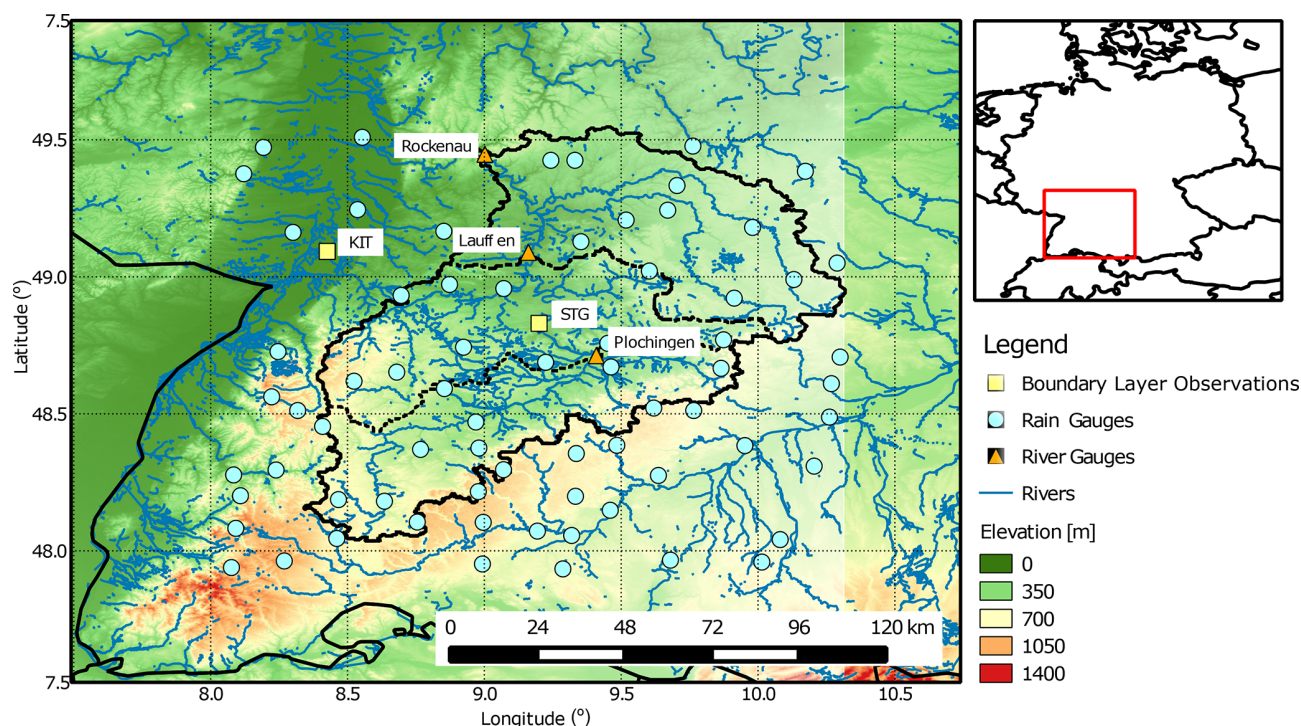 7.5
49.5
49.0
48.5
48.0
7.5
Latitude (º)
8.0
8.5
9.0
9.5
10.0
10.5
Longitude (º)
Rockenau
KIT
Lauffen
STG
Plochingen
0 24 48 72 96 120 km
Legend
Boundary Layer Observations
Rain Gauges
River Gauges
Rivers
Elevation [m]
0
350
700
1050
1400